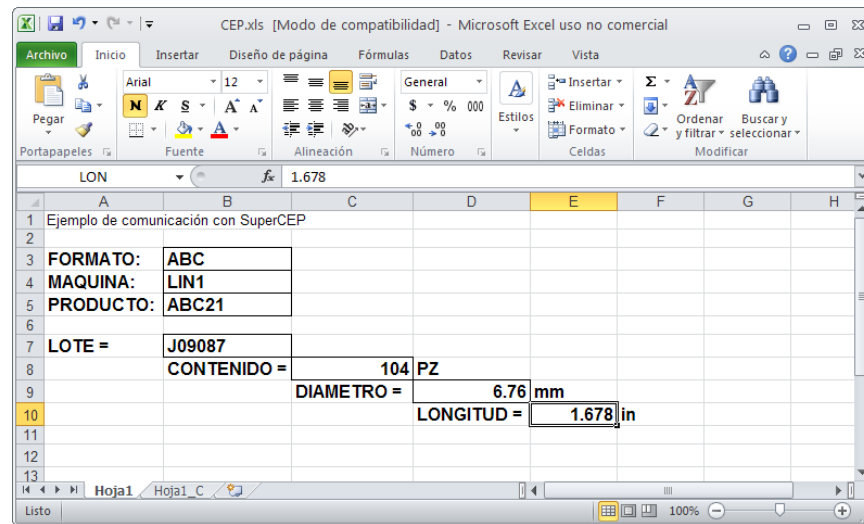 CEP.xls [Modo de compatibilidad] - Microsoft Excel uso no comercial
Archivo Inicio Insertar Diseño de página Fórmulas Datos Revisar Vista
Pegar
Portapapeles
Arial 12
N K S A A
A
Fuente
Alineación
General
$ % 000
Número
Estilos
Insertar
Eliminar
Formato
Celdas
Σ
Ordenar y filtrar
Buscar y seleccionar
Modificar
LON fx 1.678
A B C D E F G H
1 Ejemplo de comunicación con SuperCEP
2
3 FORMATO: ABC
4 MAQUINA: LIN1
5 PRODUCTO: ABC21
6
7 LOTE = J09087
8 CONTENIDO = 104 PZ
9 DIAMETRO = 6.76 mm
10 LONGITUD = 1.678 in
11
12
13
Hoja1 Hoja1_C
Listo 100%